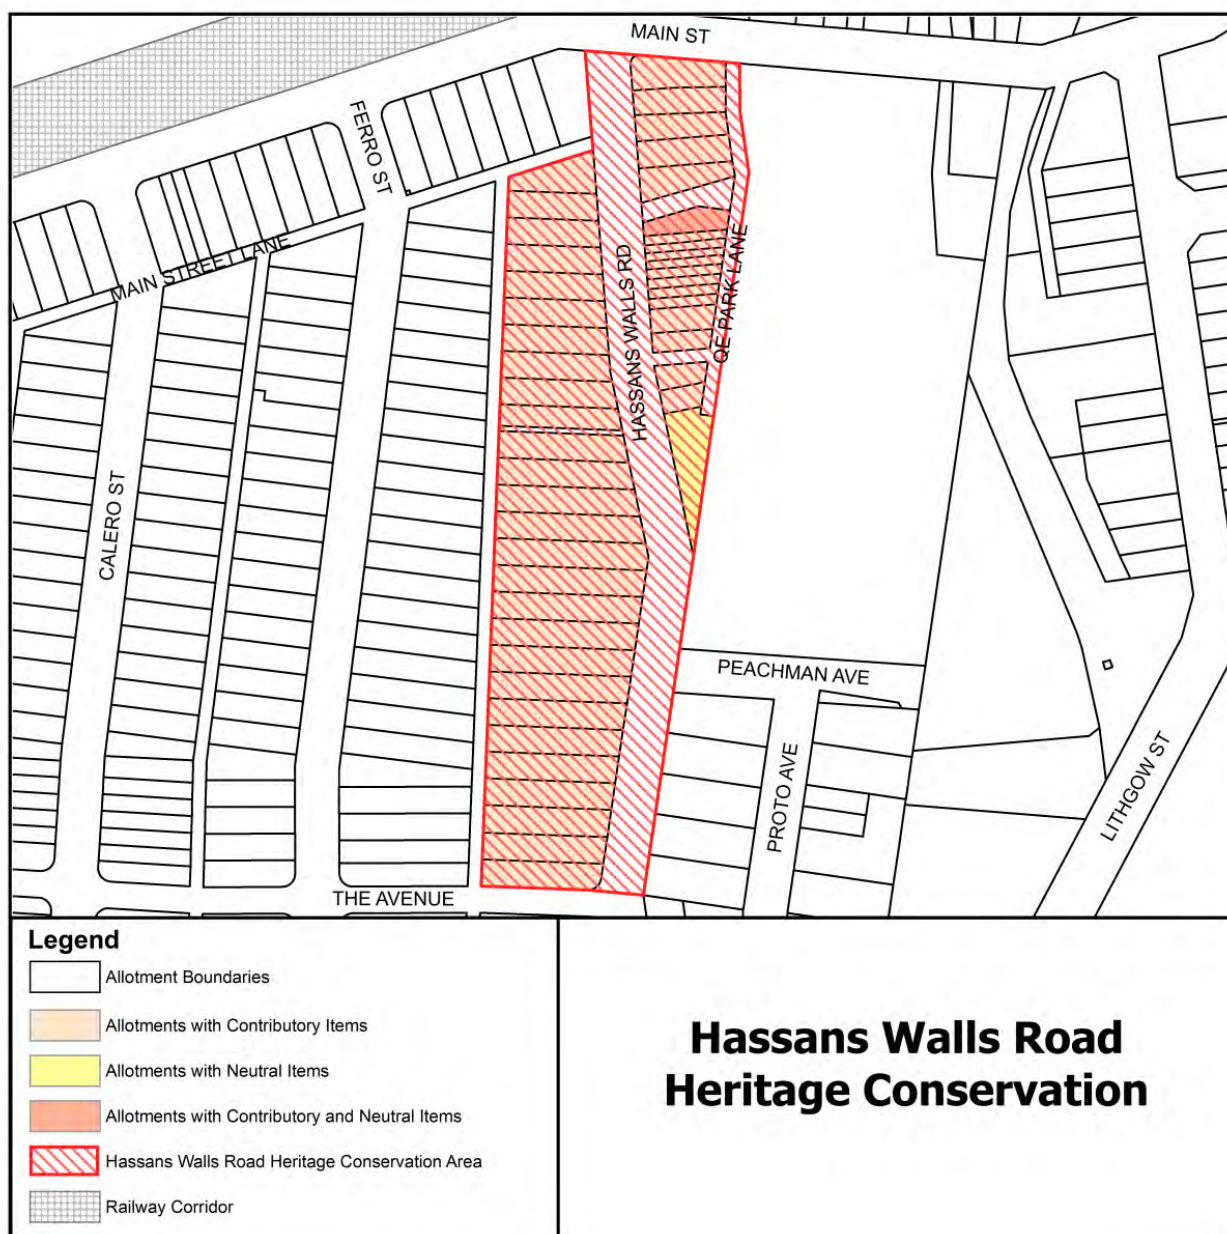 MAIN ST
FERRO ST
MAIN STREET LANE
HASSANS WALLS RD
QE PARK LANE
CALERO ST
PEACHMAN AVE
PROTO AVE
LITHGOW ST
THE AVENUE
Legend
Allotment Boundaries
Allotments with Contributory Items
Allotments with Neutral Items
Allotments with Contributory and Neutral Items
Hassans Walls Road Heritage Conservation Area
Railway Corridor
Hassans Walls Road
Heritage Conservation